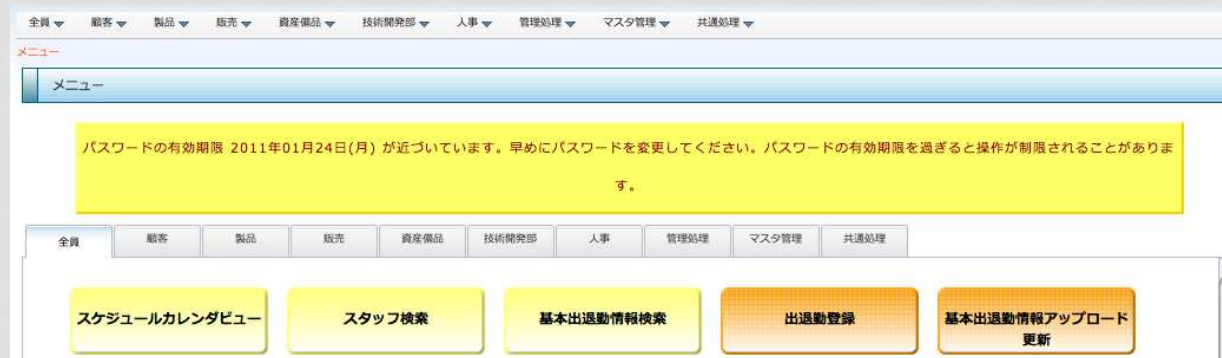 全員 顧客 製品 販売 資産備品 技術開発部 人事 管理処理 マスタ管理 共通処理
メニュー
メニュー
パスワードの有効期限 2011年01月24日(月) が近づいています。早めにパスワードを変更してください。パスワードの有効期限を過ぎると操作が制限されることがありま
す。
全員 顧客 製品 販売 資産備品 技術開発部 人事 管理処理 マスタ管理 共通処理
スケジュールカレンダビュー スタッフ検索 基本出退勤情報検索 出退勤登録 基本出退勤情報アップロード
更新